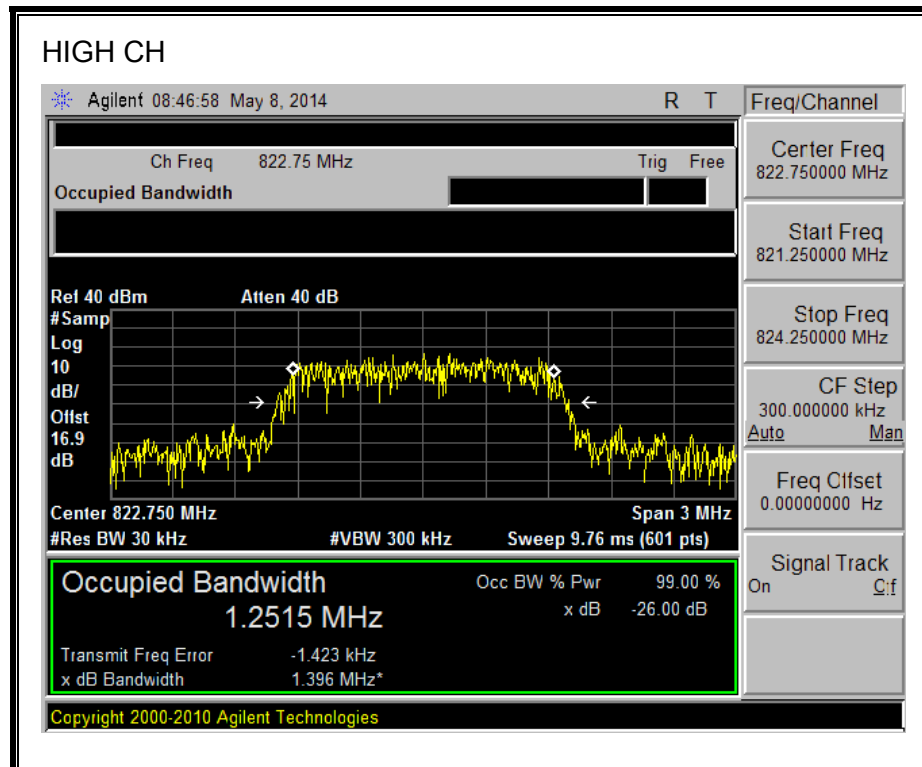 HIGH CH
Agilent 08:46:58 May 8, 2014 R T
Freq/Channel
Ch Freq 822.75 MHz Trig Free
Occupied Bandwidth
Center Freq
822.750000 MHz
Start Freq
821.250000 MHz
Stop Freq
824.250000 MHz
CF Step
300.000000 kHz
Auto Man
Freq Offset
0.00000000 Hz
Signal Track
On Off
Ref 40 dBm Atten 40 dB
#Samp
Log
10
dB/
Offst
16.9
dB
Center 822.750 MHz Span 3 MHz
#Res BW 30 kHz #VBW 300 kHz Sweep 9.76 ms (601 pts)
Occupied Bandwidth Occ BW % Pwr 99.00 %
1.2515 MHz x dB -26.00 dB
Transmit Freq Error -1.423 kHz
x dB Bandwidth 1.396 MHz*
Copyright 2000-2010 Agilent Technologies